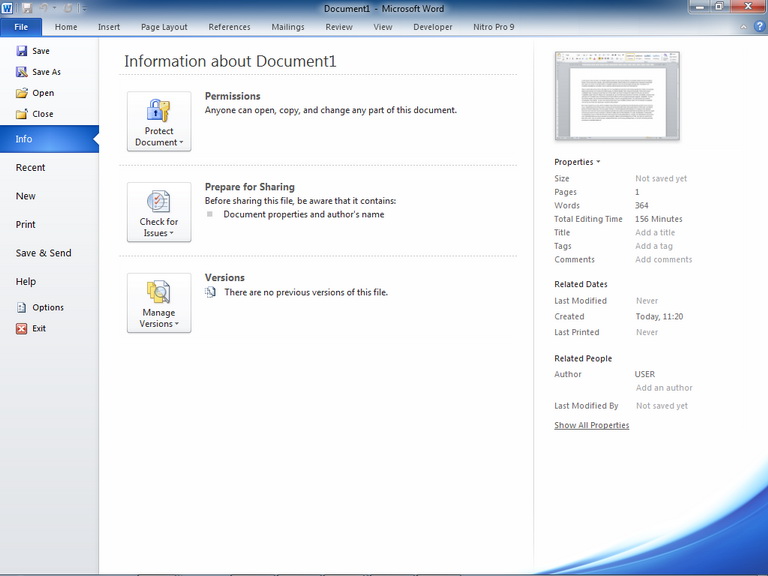 Document1 - Microsoft Word
File Home Insert Page Layout References Mailings Review View Developer Nitro Pro 9
Save
Save As
Open
Close
Info
Recent
New
Print
Save & Send
Help
Options
Exit
Information about Document1
Protect
Document
Permissions
Anyone can open, copy, and change any part of this document.
Check for
Issues
Prepare for Sharing
Before sharing this file, be aware that it contains:
Document properties and author's name
Manage
Versions
Versions
There are no previous versions of this file.
Properties
Size Not saved yet
Pages 1
Words 364
Total Editing Time 156 Minutes
Title Add a title
Tags Add a tag
Comments Add comments
Related Dates
Last Modified Never
Created Today, 11:20
Last Printed Never
Related People
Author USER
Add an author
Last Modified By Not saved yet
Show All Properties